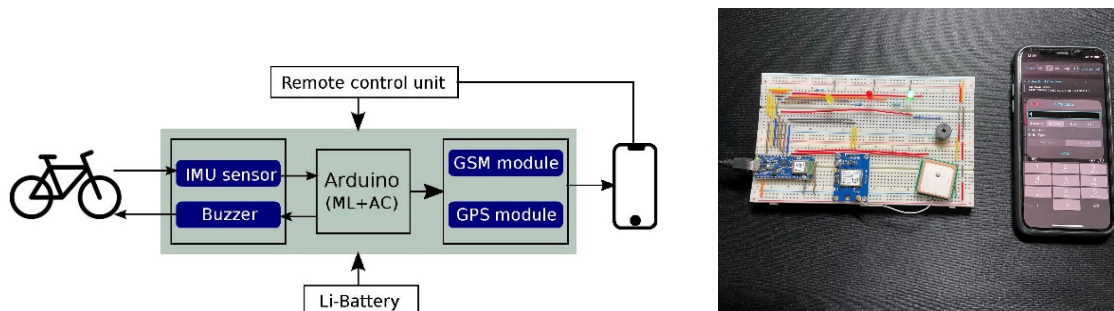 Remote control unit
IMU sensor
Buzzer
Arduino
(ML+AC)
GSM module
GPS module
Li-Battery